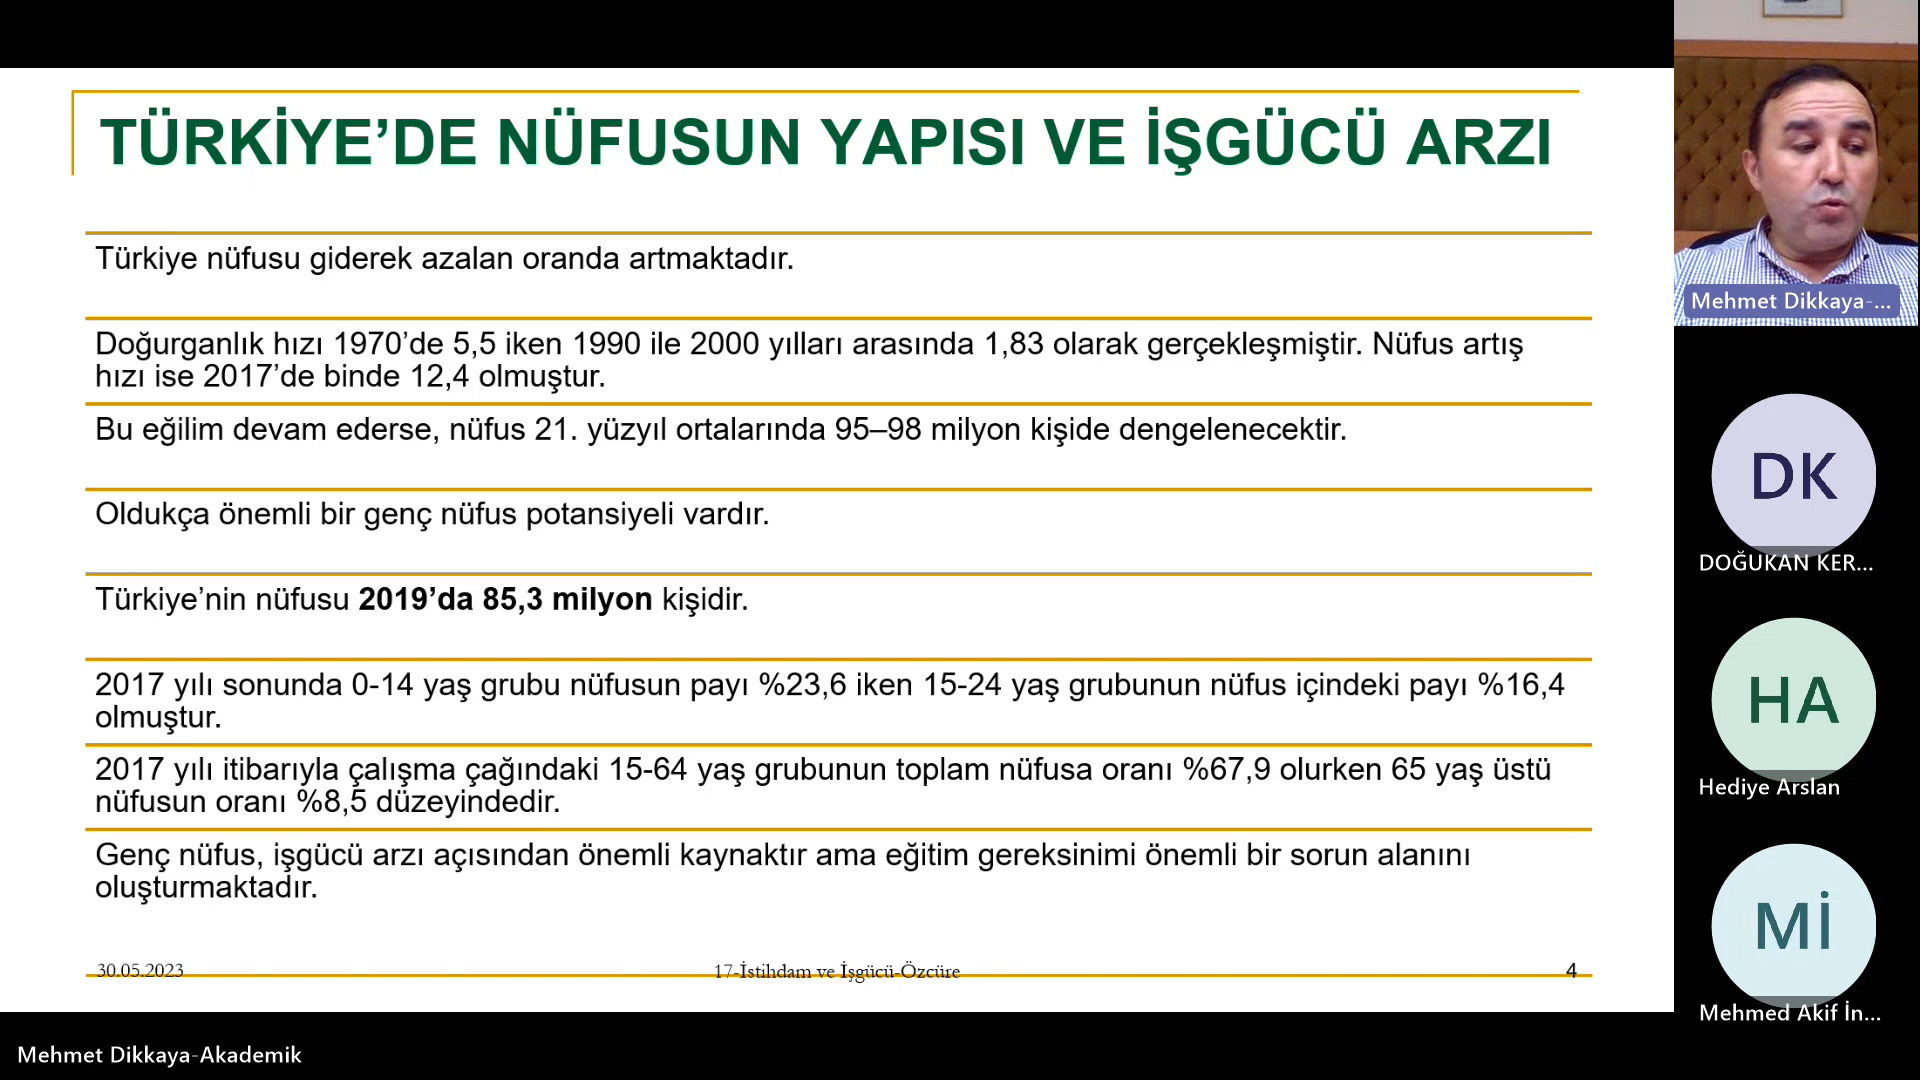 TÜRKİYE’DE NÜFUSUN YAPISI VE İŞGÜCÜ ARZI
Türkiye nüfusu giderek azalan oranda artmaktadır.
Doğurganlık hızı 1970’de 5,5 iken 1990 ile 2000 yılları arasında 1,83 olarak gerçekleşmiştir. Nüfus artış
hızı ise 2017’de binde 12,4 olmuştur.
Bu eğilim devam ederse, nüfus 21. yüzyıl ortalarında 95–98 milyon kişide dengelenecektir.
Oldukça önemli bir genç nüfus potansiyeli vardır.
Türkiye’nin nüfusu 2019’da 85,3 milyon kişidir.
2017 yılı sonunda 0-14 yaş grubu nüfusun payı %23,6 iken 15-24 yaş grubunun nüfus içindeki payı %16,4
olmuştur.
2017 yılı itibarıyla çalışma çağındaki 15-64 yaş grubunun toplam nüfusa oranı %67,9 olurken 65 yaş üstü
nüfusun oranı %8,5 düzeyindedir.
Genç nüfus, işgücü arzı açısından önemli kaynaktır ama eğitim gereksinimi önemli bir sorun alanını
oluşturmaktadır.
30.05.2023
17-İstihdam ve İşgücü-Özcüre
4
Mehmet Dikkaya-...
DK
DOĞUKAN KER...
HA
Hediye Arslan
Mİ
Mehmed Akif İn...
Mehmet Dikkaya-Akademik